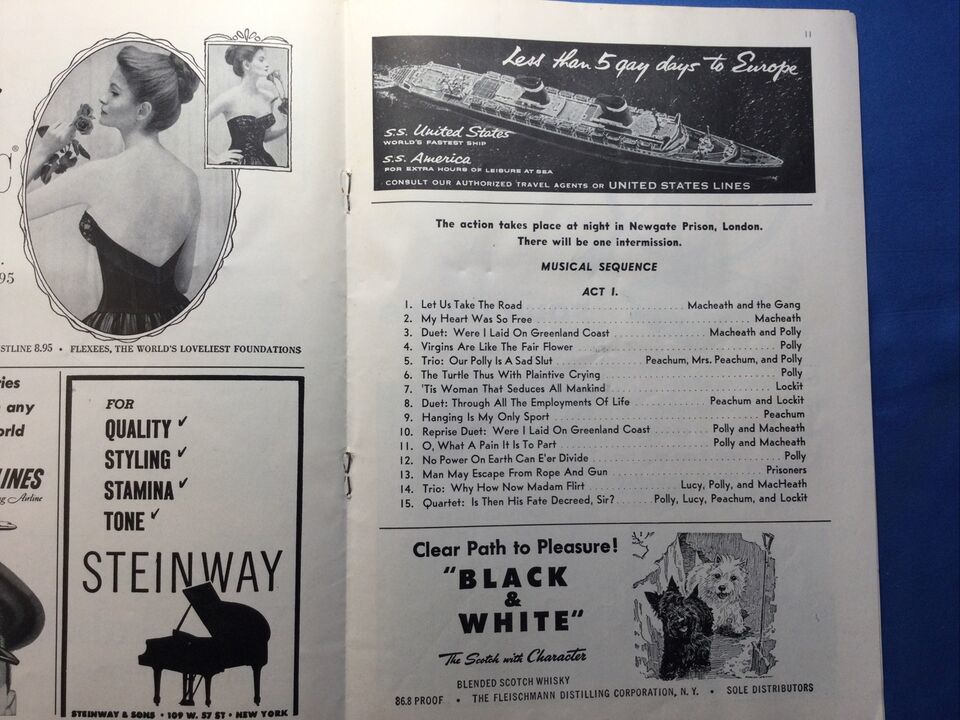 .
95
STLINE 8.95 • FLEXEES, THE WORLD'S LOVELIEST FOUNDATIONS
ries
any
orld
LINES
Airline
FOR
QUALITY ✓
STYLING ✓
STAMINA ✓
TONE ✓
STEINWAY
STEINWAY & SONS • 109 W. 57 ST • NEW YORK
11
Less than 5 gay days to Europe
s.s. United States
WORLD'S FASTEST SHIP
s.s. America
FOR EXTRA HOURS OF LEISURE AT SEA
CONSULT OUR AUTHORIZED TRAVEL AGENTS OR UNITED STATES LINES
The action takes place at night in Newgate Prison, London.
There will be one intermission.
MUSICAL SEQUENCE
ACT I.
1. Let Us Take The Road Macheath and the Gang
2. My Heart Was So Free Macheath
3. Duet: Were I Laid On Greenland Coast Macheath and Polly
4. Virgins Are Like The Fair Flower Polly
5. Trio: Our Polly Is A Sad Slut Peachum, Mrs. Peachum, and Polly
6. The Turtle Thus With Plaintive Crying Polly
7. 'Tis Woman That Seduces All Mankind Lockit
8. Duet: Through All The Employments Of Life Peachum and Lockit
9. Hanging Is My Only Sport Peachum
10. Reprise Duet: Were I Laid On Greenland Coast Polly and Macheath
11. O, What A Pain It Is To Part Polly and Macheath
12. No Power On Earth Can E'er Divide Polly
13. Man May Escape From Rope And Gun Prisoners
14. Trio: Why How Now Madam Flirt Lucy, Polly, and MacHeath
15. Quartet: Is Then His Fate Decreed, Sir? Polly, Lucy, Peachum, and Lockit
Clear Path to Pleasure!
"BLACK
&
WHITE"
The Scotch with Character
BLENDED SCOTCH WHISKY
86.8 PROOF • THE FLEISCHMANN DISTILLING CORPORATION, N. Y. • SOLE DISTRIBUTORS